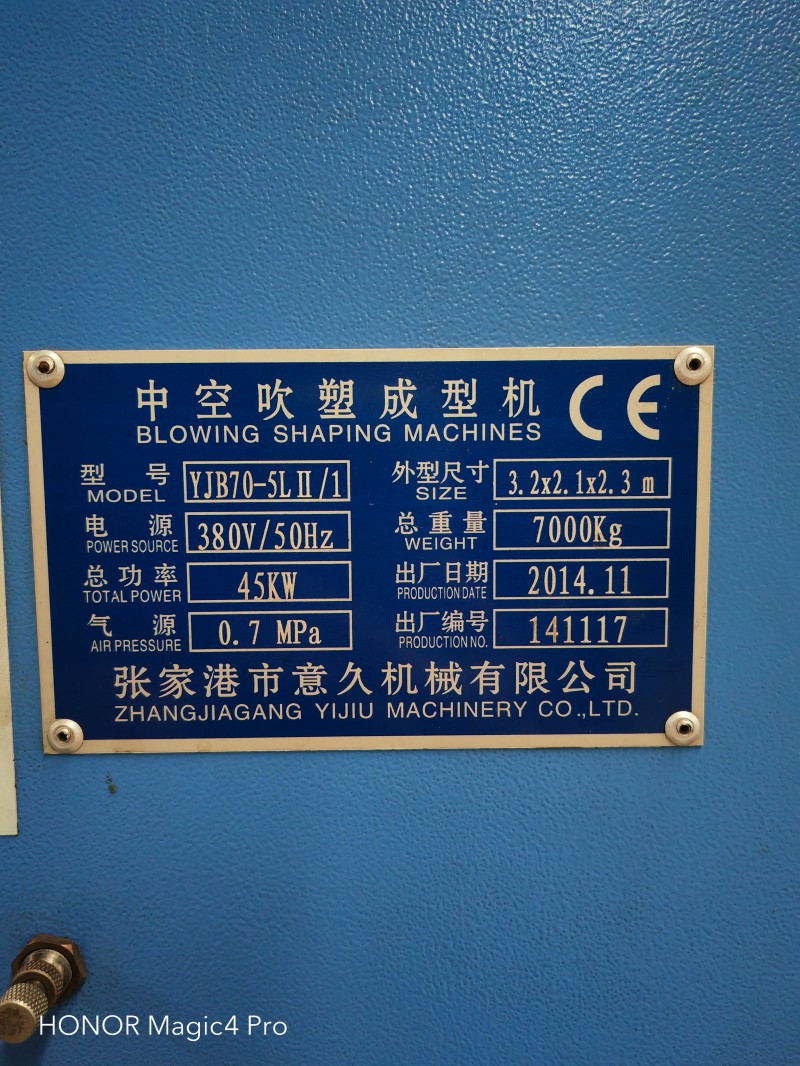 中空吹塑成型机 CE
BLOWING SHAPING MACHINES
型号 YJB70-5LⅡ/1 外型尺寸 3.2x2.1x2.3 m
MODEL SIZE
电源 380V/50Hz 总重量 7000Kg
POWER SOURCE WEIGHT
总功率 45KW 出厂日期 2014.11
TOTAL POWER PRODUCTION DATE
气源 0.7 MPa 出厂编号 141117
AIR PRESSURE PRODUCTION NO.
张家港市意久机械有限公司
ZHANGJIAGANG YIJIU MACHINERY CO.,LTD.
HONOR Magic4 Pro